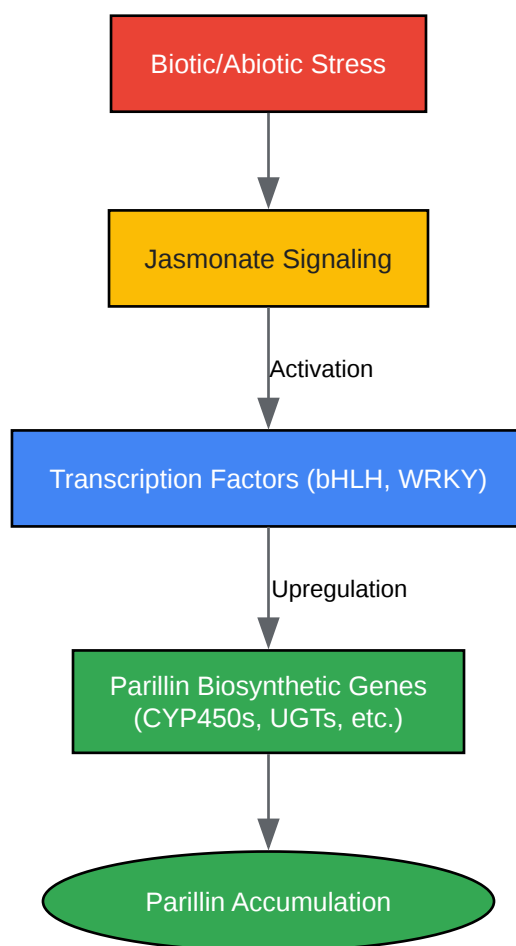 Biotic/Abiotic Stress
Jasmonate Signaling
Activation
Transcription Factors (bHLH, WRKY)
Upregulation
Parillin Biosynthetic Genes
(CYP450s, UGTs, etc.)
Parillin Accumulation